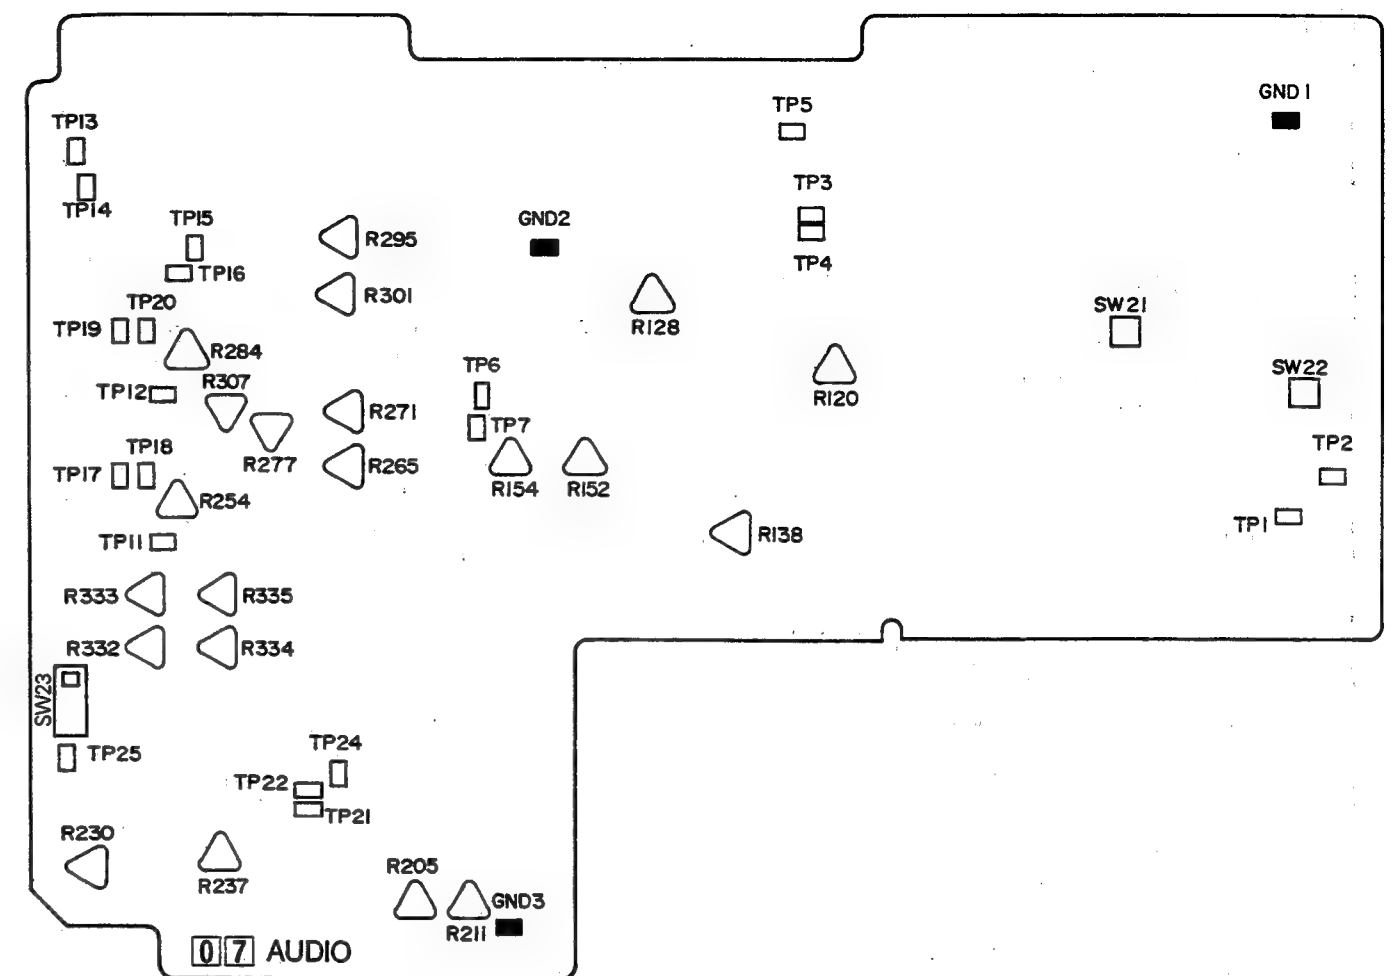 GND1
TP5
TP13
TP3
TP14
TP15
GND2
R295
TP4
TP16
R301
TP20
SW21
TP19
R128
R284
TP6
SW22
R307
TP12
R120
R271
TP7
TP2
TP18
R277
R265
TP17
R154
R152
R254
TP1
TP11
R138
R333
R335
R332
R334
SW23
TP24
TP25
TP22
TP21
R230
R205
R237
GND3
R211
07 AUDIO